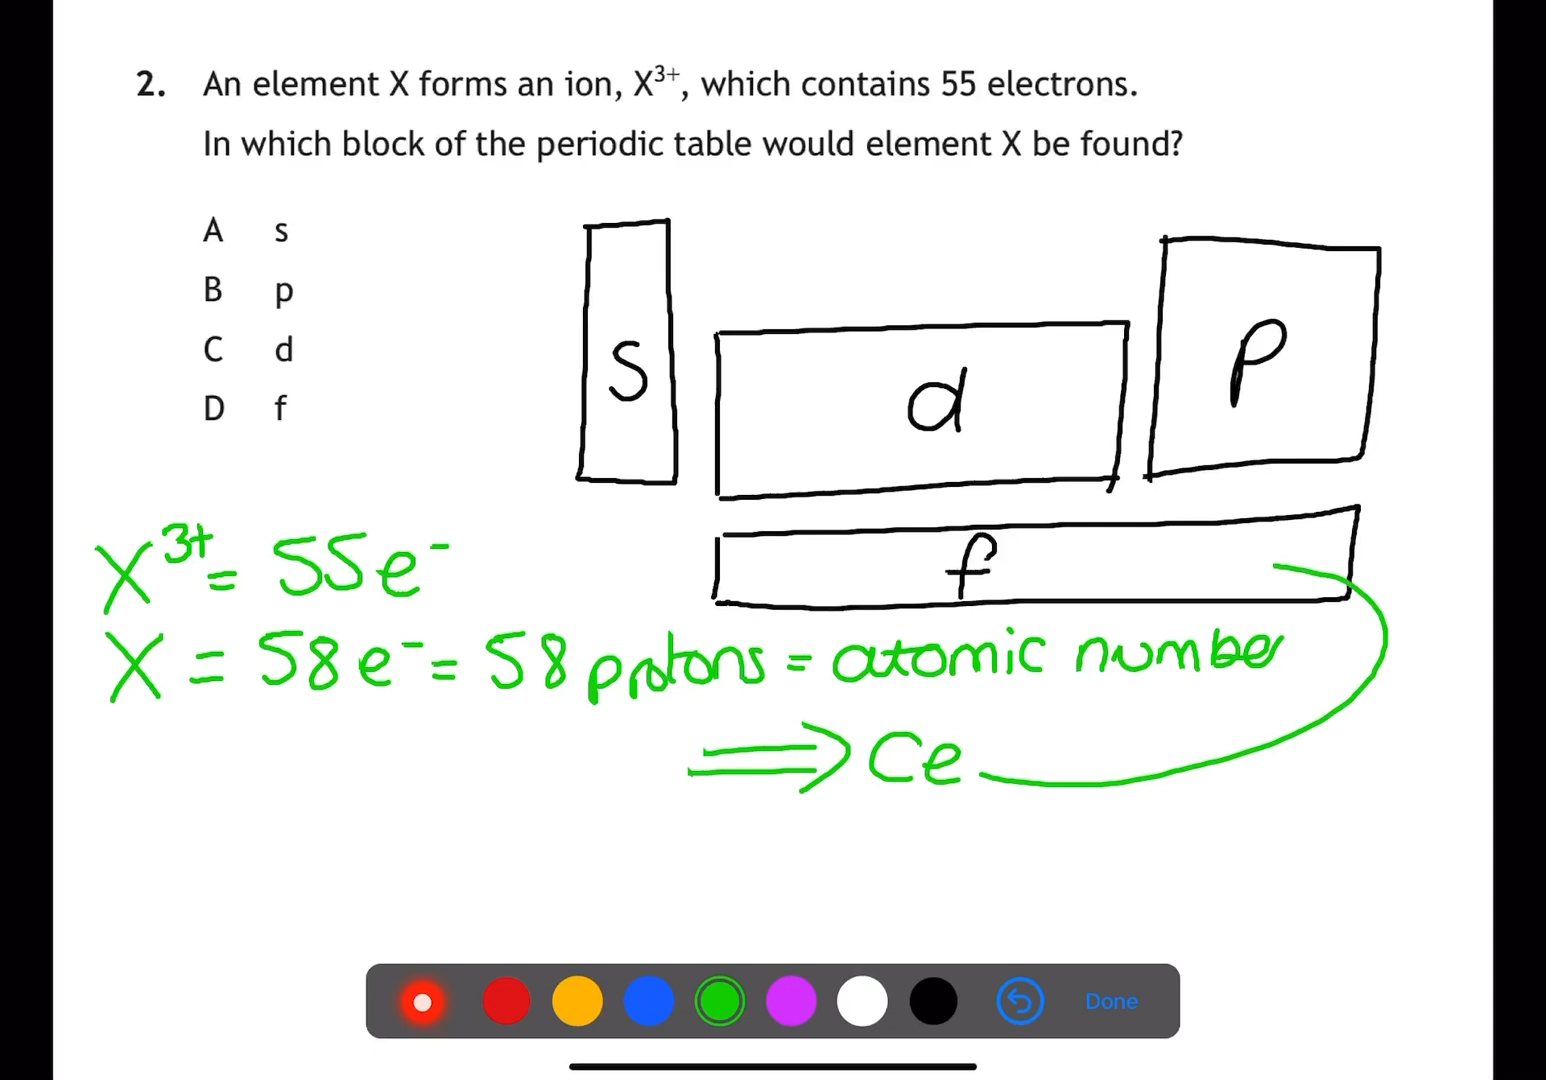 2. An element X forms an ion, X³⁺, which contains 55 electrons.
In which block of the periodic table would element X be found?
A s
B p
C d
D f
s
d
p
f
X³⁺ = 55e⁻
X = 58e⁻ = 58 protons = atomic number
⇒ Ce
Done